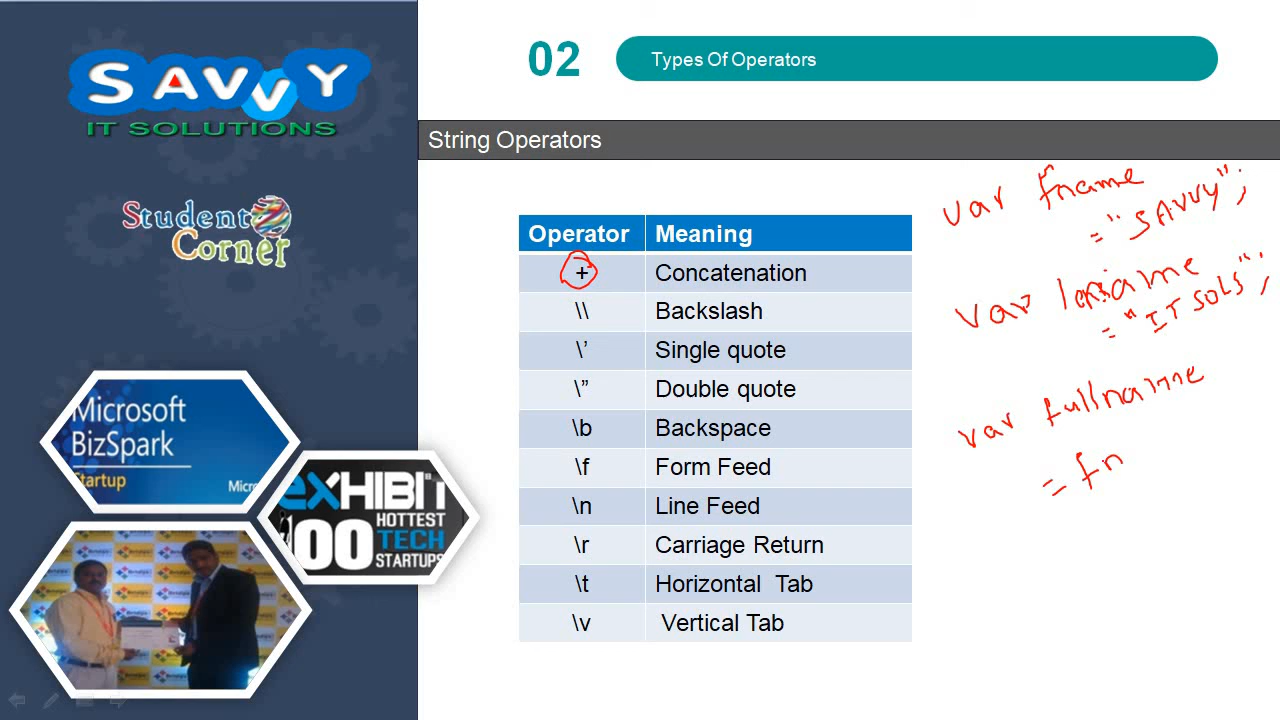 SAVVY
IT SOLUTIONS
Student
Corner
Microsoft
BizSpark
Startup
Micr
eXHIBIT
100
HOTTEST
TECH
STARTUPS
02
Types Of Operators
String Operators
Operator Meaning
+ Concatenation
\\ Backslash
\’ Single quote
\” Double quote
\b Backspace
\f Form Feed
\n Line Feed
\r Carriage Return
\t Horizontal Tab
\v Vertical Tab
var fname
= "SAVVY";
var
= "IT SOLS";
var fullname
= fn